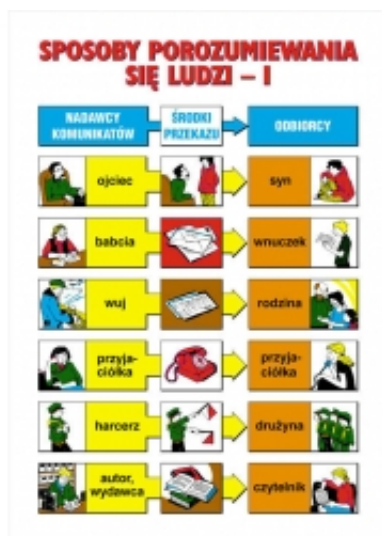 SPOSOBY POROZUMIEWANIA
SIĘ LUDZI – I
NADAWCY
KOMUNIKATÓW
ŚRODKI
PRZEKAZU
ODBIORCY
ojciec
syn
babcia
wnuczek
wuj
rodzina
przyja-
ciółka
przyja-
ciółka
harcerz
drużyna
autor,
wydawca
czytelnik